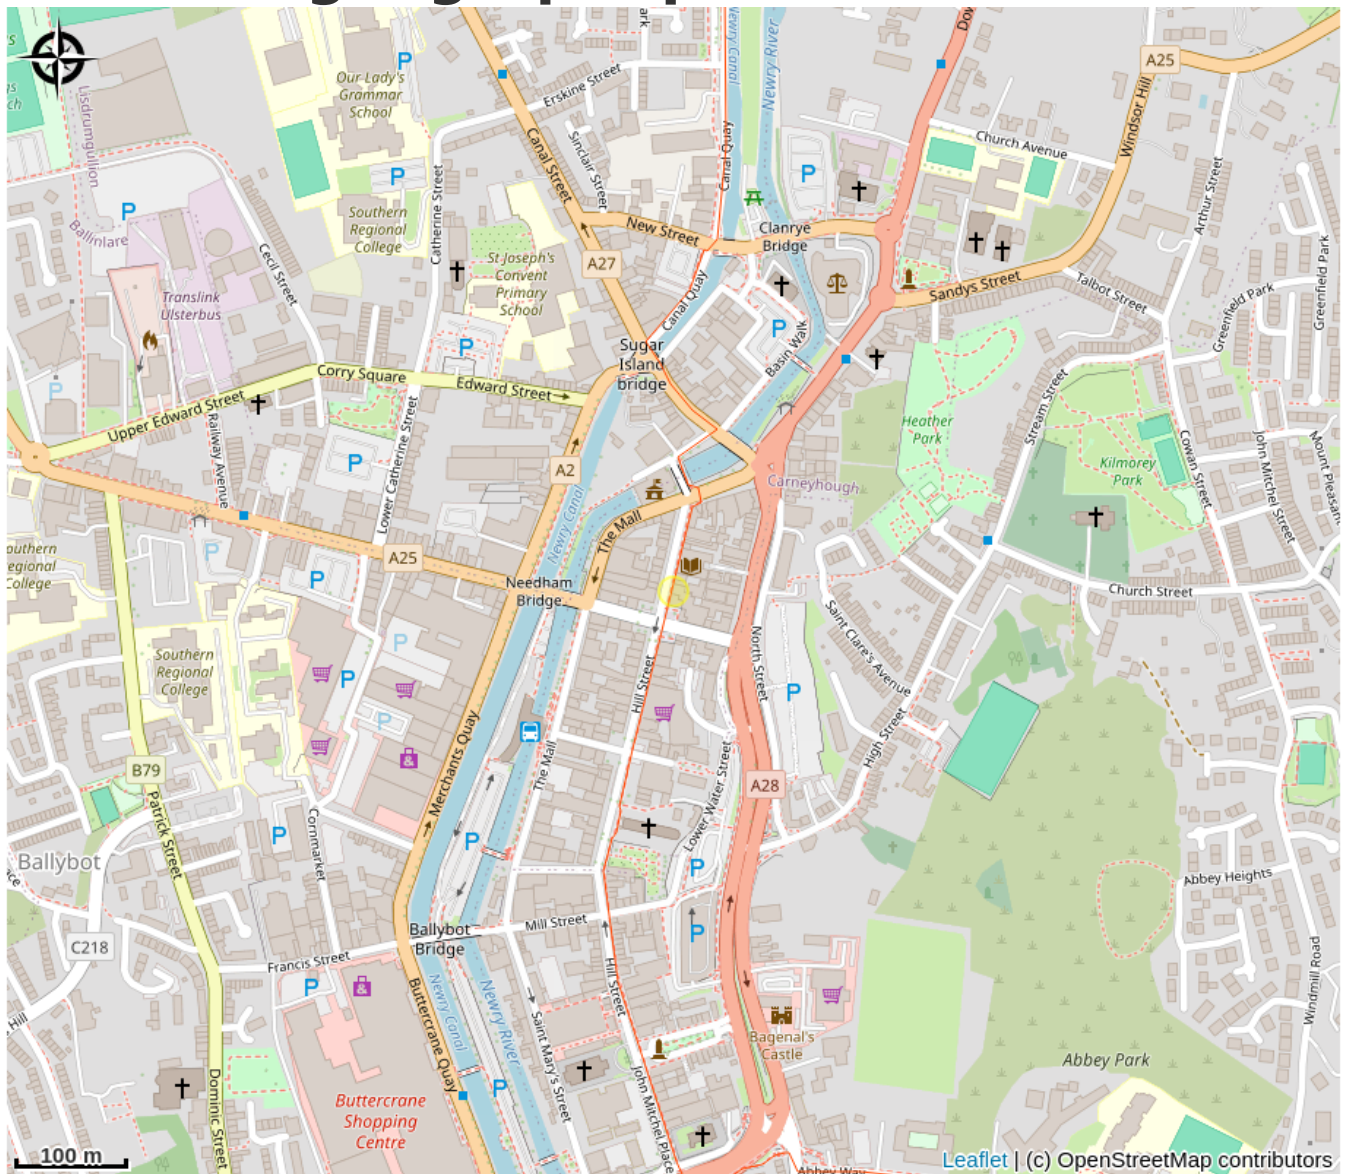 Newry Canal
Newry River
A25
Our Lady's
Grammar
School
Erskine Street
Lisdrumgullion
Canal Street
Sinclair Street
Canal Quay
Church Avenue
Windsor Hill
Arthur Street
Southern
Regional
College
Catherine Street
Ballinlare
Cecil Street
New Street
Clanrye
Bridge
A27
St Joseph's
Convent
Primary
School
Canal Quay
Sandys Street
Talbot Street
Greenfield Park
Greenfield Park
Translink
Ulsterbus
Sugar
Island
bridge
Basin Walk
Corry Square
Edward Street
Upper Edward Street
Railway Avenue
Lower Catherine Street
A2
Newry Canal
The Mall
Carneyhough
Heather
Park
Stream Street
Kilmorey
Park
Cowan Street
John Mitchel Street
A25
Needham
Bridge
Church Street
Saint Clare's Avenue
North Street
Southern
Regional
College
Hill Street
High Street
The Mall
Merchants Quay
Lower Water Street
A28
B79
Patrick Street
Cornmarket
Ballybot
Abbey Heights
C218
Mill Street
Ballybot
Bridge
Francis Street
Hill Street
Newry Canal
Newry River
Buttercrane Quay
Saint Mary's Street
Windmill Road
Bagenal's
Castle
Abbey Park
Buttercrane
Shopping
Centre
Dominic Street
John Mitchel Place
Abbey Way
100 m
Leaflet | (c) OpenStreetMap contributors